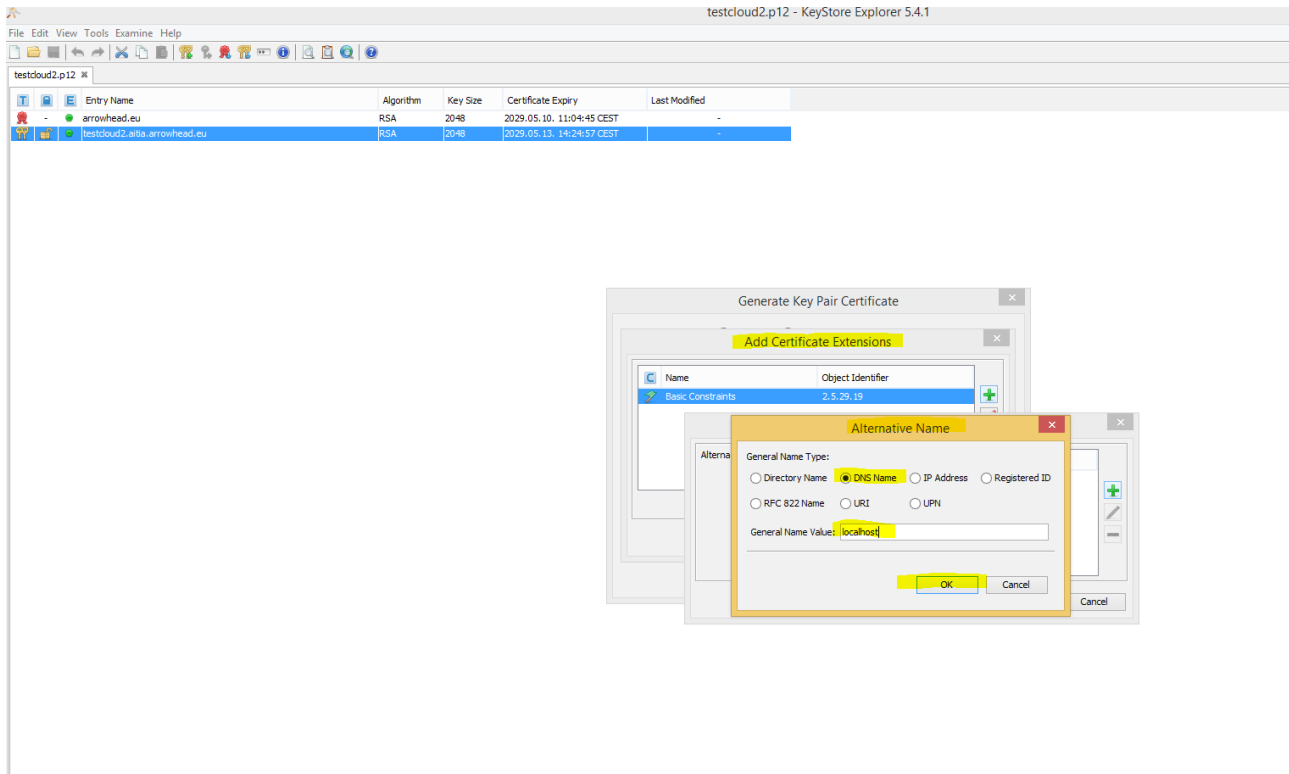 testcloud2.p12 - KeyStore Explorer 5.4.1
File Edit View Tools Examine Help
testcloud2.p12
T E Entry Name Algorithm Key Size Certificate Expiry Last Modified
- arrowhead.eu RSA 2048 2029.05.10. 11:04:45 CEST -
testcloud2.aitia.arrowhead.eu RSA 2048 2029.05.13. 14:24:57 CEST -
Generate Key Pair Certificate
Add Certificate Extensions
C Name Object Identifier
Basic Constraints 2.5.29.19
Alternative Name
Alterna
General Name Type:
Directory Name DNS Name IP Address Registered ID
RFC 822 Name URI UPN
General Name Value: localhost
OK Cancel
Cancel